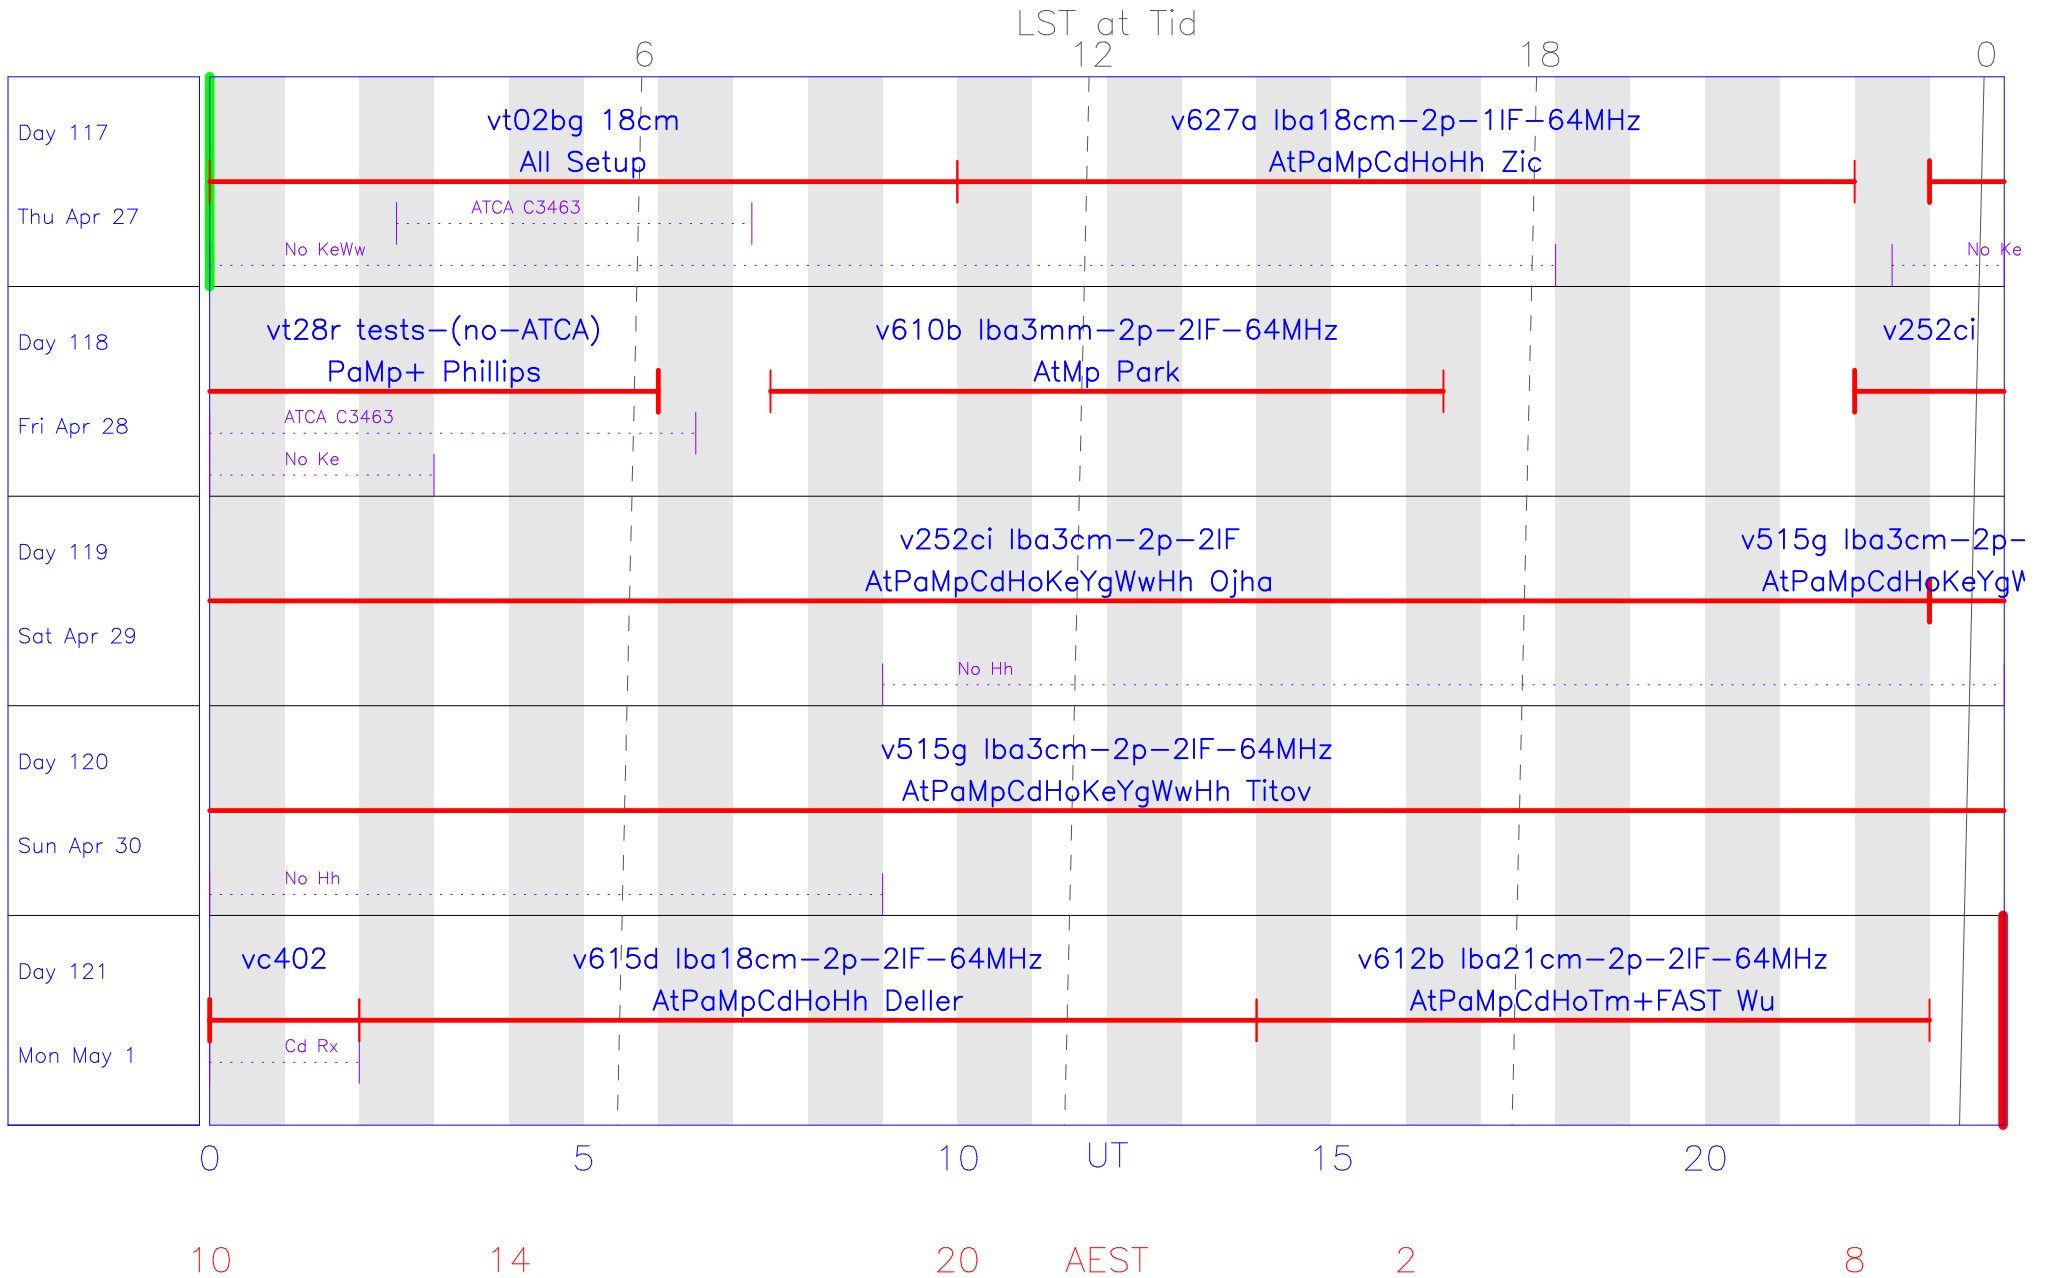 LST at Tid
6 12 18 0
Day 117
vt02bg 18cm
v627a lba18cm-2p-1IF-64MHz
All Setup
AtPaMpCdHoHh Zic
Thu Apr 27
ATCA C3463
No KeWw
No Ke
Day 118
vt28r tests-(no-ATCA)
v610b lba3mm-2p-2IF-64MHz
v252ci
PaMp+ Phillips
AtMp Park
Fri Apr 28
ATCA C3463
No Ke
Day 119
v252ci lba3cm-2p-2IF
v515g lba3cm-2p-
AtPaMpCdHoKeYgWwHh Ojha
AtPaMpCdHoKeYgW
Sat Apr 29
No Hh
Day 120
v515g lba3cm-2p-2IF-64MHz
AtPaMpCdHoKeYgWwHh Titov
Sun Apr 30
No Hh
Day 121
vc402
v615d lba18cm-2p-2IF-64MHz
v612b lba21cm-2p-2IF-64MHz
AtPaMpCdHoHh Deller
AtPaMpCdHoTm+FAST Wu
Mon May 1
Cd Rx
0 5 10 UT 15 20
10 14 20 AEST 2 8